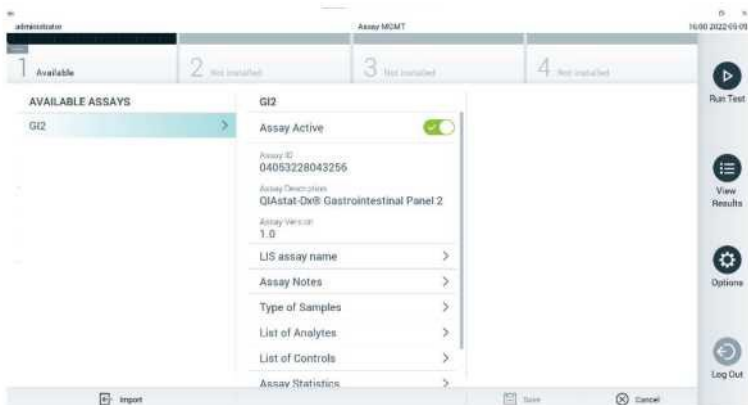 administrator Assay MGMT 16:00 2022-09-09
1 Available 2 Not installed 3 Not installed 4 Not installed
Run Test
AVAILABLE ASSAYS
GI2
GI2
Assay Active
Assay ID
04053228043256
Assay Description
QIAstat-Dx® Gastrointestinal Panel 2
Assay Version
1.0
LIS assay name
Assay Notes
Type of Samples
List of Analytes
List of Controls
Assay Statistics
View
Results
Options
Log Out
Import Save Cancel